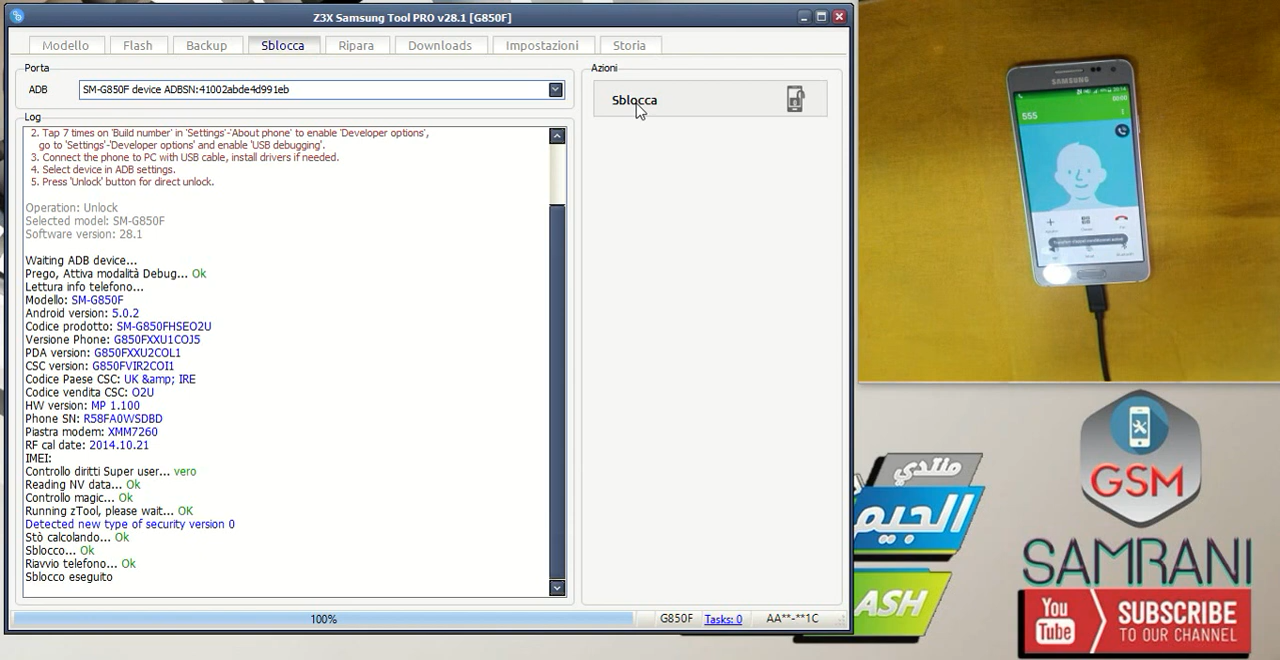 Z3X Samsung Tool PRO v28.1 [G850F]
Modello Flash Backup Sblocca Ripara Downloads Impostazioni Storia
Porta
ADB SM-G850F device ADBSN:41002abde4d991eb
Log
2. Tap 7 times on 'Build number' in 'Settings'-'About phone' to enable 'Developer options',
go to 'Settings'-'Developer options' and enable 'USB debugging'.
3. Connect the phone to PC with USB cable, install drivers if needed.
4. Select device in ADB settings.
5. Press 'Unlock' button for direct unlock.
Operation: Unlock
Selected model: SM-G850F
Software version: 28.1
Waiting ADB device...
Prego, Attiva modalità Debug... Ok
Lettura info telefono...
Modello: SM-G850F
Android version: 5.0.2
Codice prodotto: SM-G850FHSEO2U
Versione Phone: G850FXXU1COJ5
PDA version: G850FXXU2COL1
CSC version: G850FVIR2COI1
Codice Paese CSC: UK &amp; IRE
Codice vendita CSC: O2U
HW version: MP 1.100
Phone SN: R58FA0WSDBD
Piastra modem: XMM7260
RF cal date: 2014.10.21
IMEI:
Controllo diritti Super user... vero
Reading NV data... Ok
Controllo magic... Ok
Running zTool, please wait... OK
Detected new type of security version 0
Stò calcolando... Ok
Sblocco... Ok
Riavvio telefono... Ok
Sblocco eseguito
100% G850F Tasks: 0 AA**-**1C
Azioni
Sblocca
SAMSUNG
00:00
555
منتدي
الجيم
ASH
GSM
SAMRANI
You Tube SUBSCRIBE
TO OUR CHANNEL